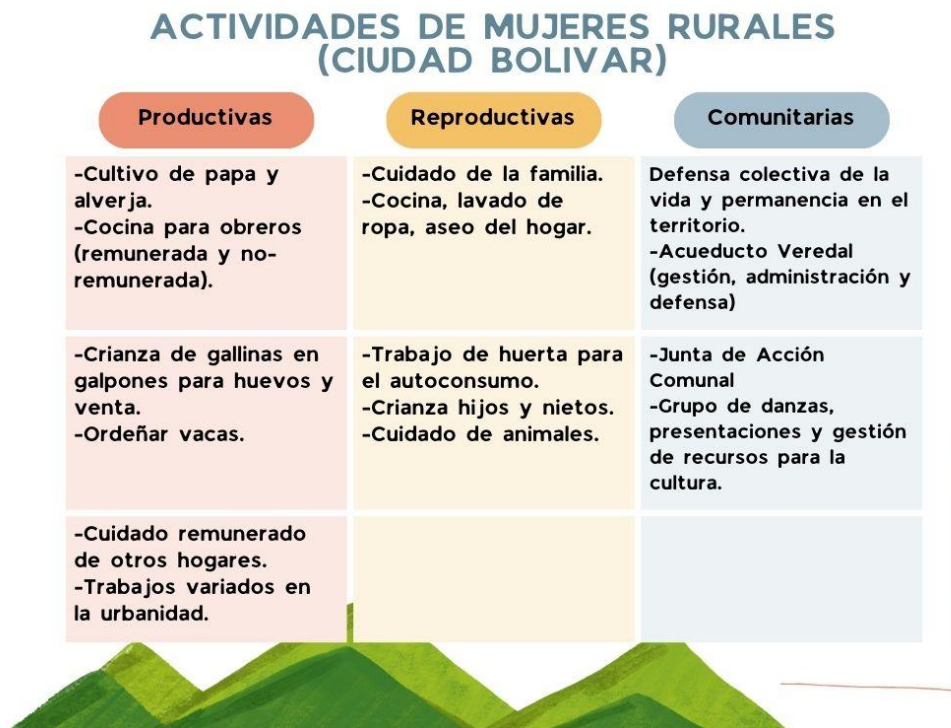 ACTIVIDADES DE MUJERES RURALES
(CIUDAD BOLIVAR)
Productivas
Reproductivas
Comunitarias
-Cultivo de papa y
alverja.
-Cocina para obreros
(remunerada y no-
remunerada).
-Cuidado de la familia.
-Cocina, lavado de
ropa, aseo del hogar.
Defensa colectiva de la
vida y permanencia en el
territorio.
-Acueducto Veredal
(gestión, administración y
defensa)
-Crianza de gallinas en
galpones para huevos y
venta.
-Ordeñar vacas.
-Trabajo de huerta para
el autoconsumo.
-Crianza hijos y nietos.
-Cuidado de animales.
-Junta de Acción
Comunal
-Grupo de danzas,
presentaciones y gestión
de recursos para la
cultura.
-Cuidado remunerado
de otros hogares.
-Trabajos variados en
la urbanidad.